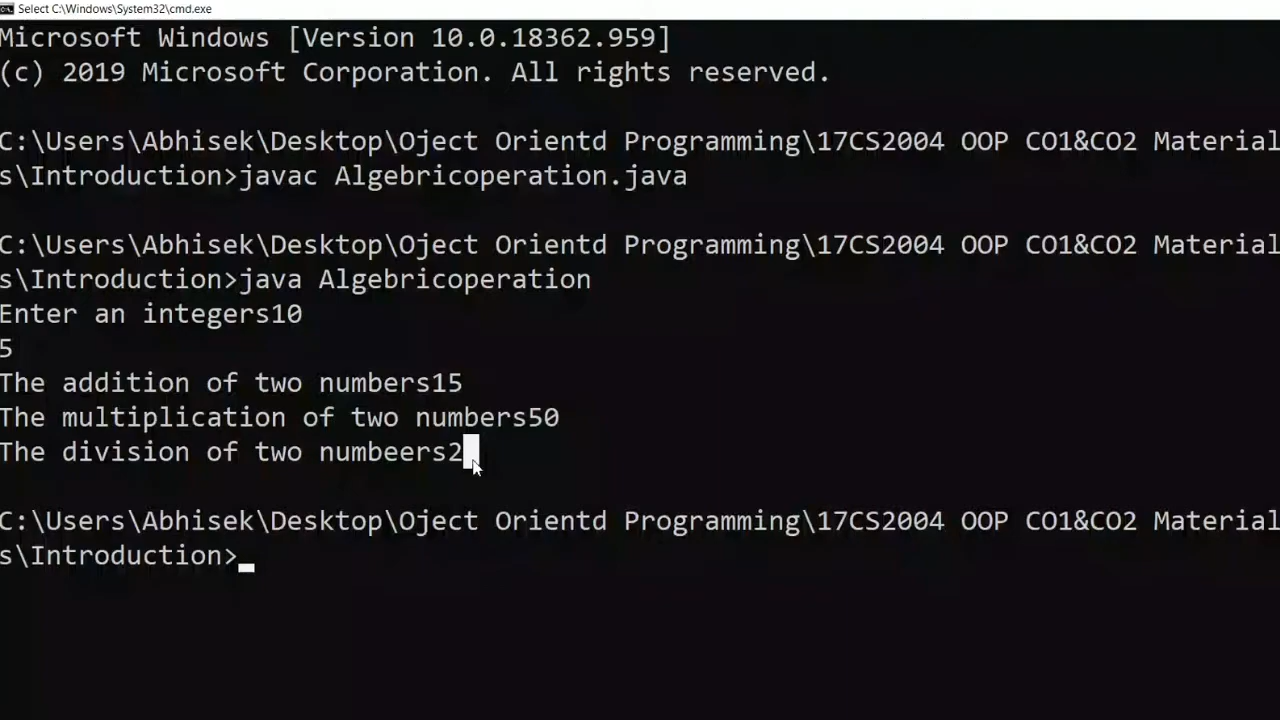 Select C:\Windows\System32\cmd.exe
Microsoft Windows [Version 10.0.18362.959]
(c) 2019 Microsoft Corporation. All rights reserved.
C:\Users\Abhisek\Desktop\Oject Orientd Programming\17CS2004 OOP CO1&CO2 Material
s\Introduction>javac Algebricoperation.java
C:\Users\Abhisek\Desktop\Oject Orientd Programming\17CS2004 OOP CO1&CO2 Material
s\Introduction>java Algebricoperation
Enter an integers10
5
The addition of two numbers15
The multiplication of two numbers50
The division of two numbeers2
C:\Users\Abhisek\Desktop\Oject Orientd Programming\17CS2004 OOP CO1&CO2 Material
s\Introduction>